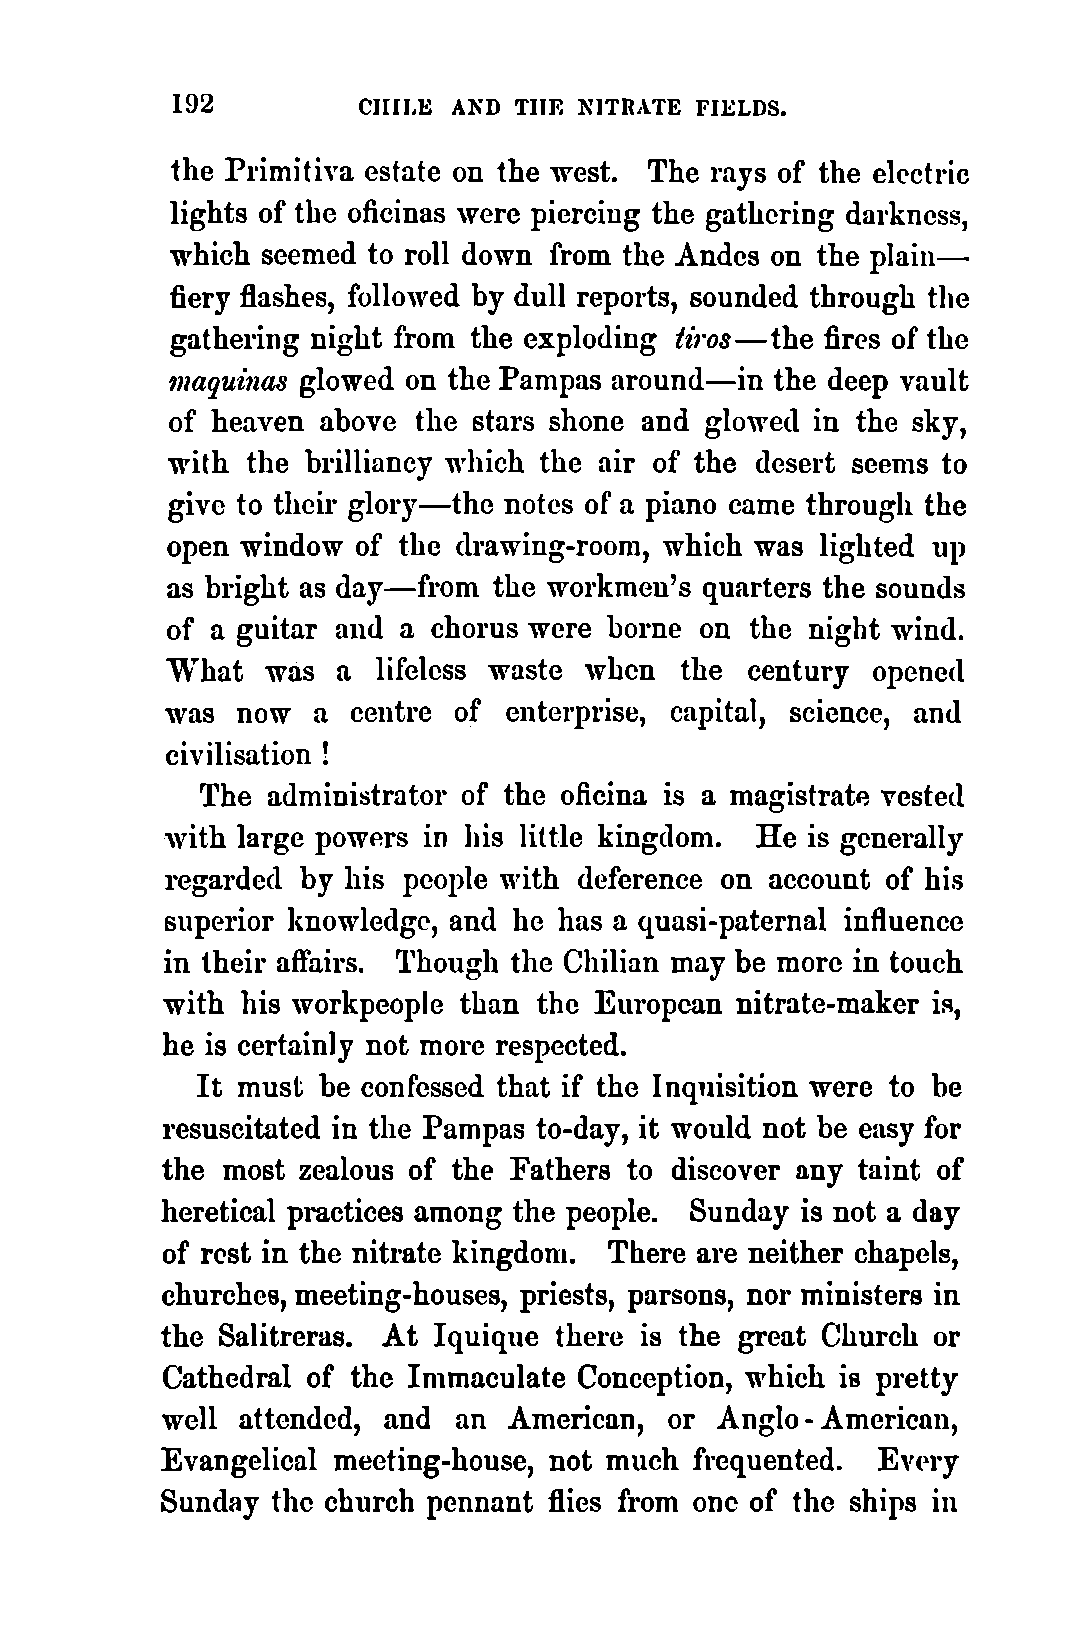 192 CHILE AND THE NITRATE FIELDS.
the Primitiva estate on the west. The rays of the electric
lights of the oficinas were piercing the gathering darkness,
which seemed to roll down from the Andes on the plain—
fiery flashes, followed by dull reports, sounded through the
gathering night from the exploding tiros—the fires of the
maquinas glowed on the Pampas around—in the deep vault
of heaven above the stars shone and glowed in the sky,
with the brilliancy which the air of the desert seems to
give to their glory—the notes of a piano came through the
open window of the drawing-room, which was lighted up
as bright as day—from the workmen's quarters the sounds
of a guitar and a chorus were borne on the night wind.
What was a lifeless waste when the century opened
was now a centre of enterprise, capital, science, and
civilisation !
The administrator of the oficina is a magistrate vested
with large powers in his little kingdom. He is generally
regarded by his people with deference on account of his
superior knowledge, and he has a quasi-paternal influence
in their affairs. Though the Chilian may be more in touch
with his workpeople than the European nitrate-maker is,
he is certainly not more respected.
It must be confessed that if the Inquisition were to be
resuscitated in the Pampas to-day, it would not be easy for
the most zealous of the Fathers to discover any taint of
heretical practices among the people. Sunday is not a day
of rest in the nitrate kingdom. There are neither chapels,
churches, meeting-houses, priests, parsons, nor ministers in
the Salitreras. At Iquique there is the great Church or
Cathedral of the Immaculate Conception, which is pretty
well attended, and an American, or Anglo-American,
Evangelical meeting-house, not much frequented. Every
Sunday the church pennant flies from one of the ships in